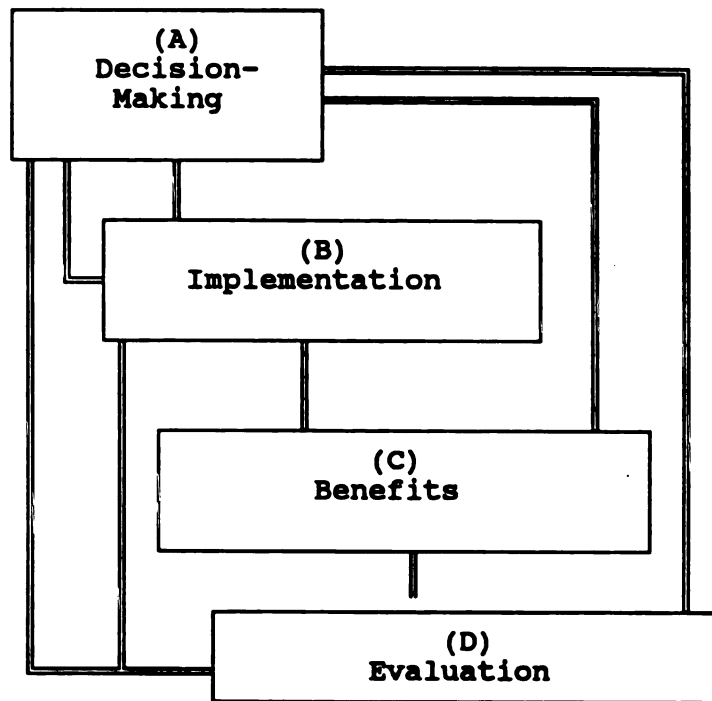 (A)
Decision-
Making
(B)
Implementation
(C)
Benefits
(D)
Evaluation